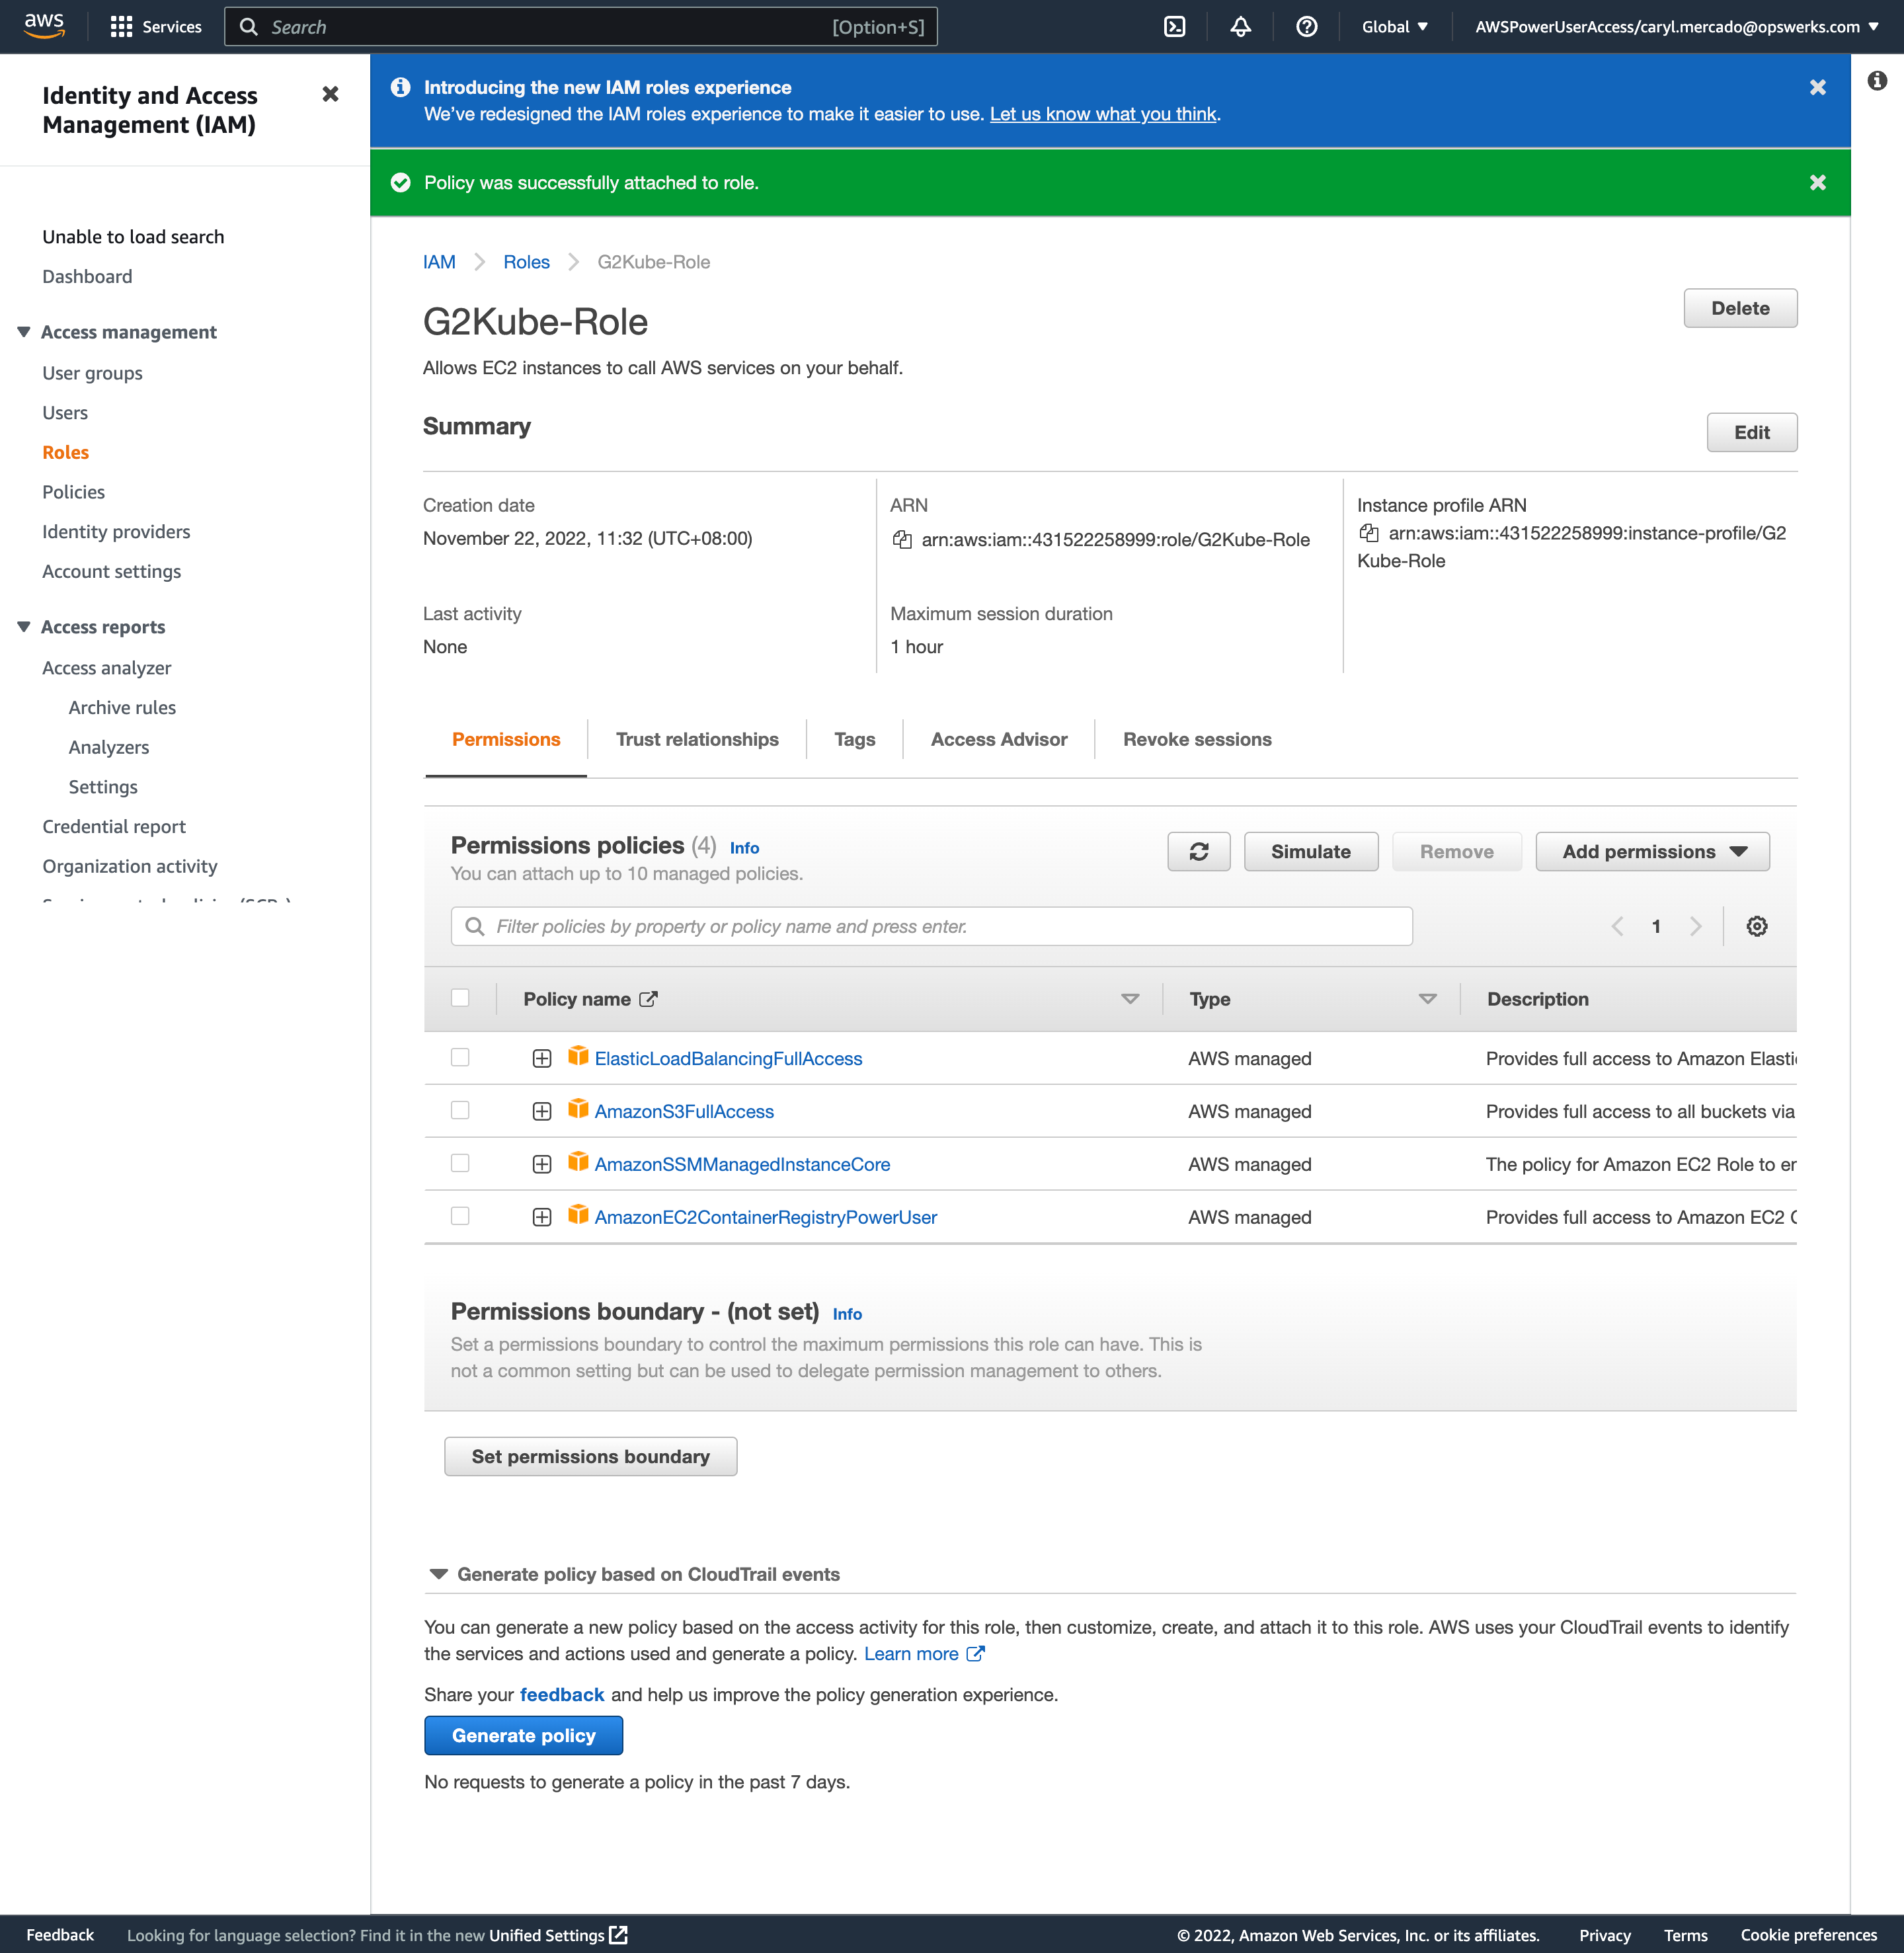 aws
Services
Search
[Option+S]
Global
AWSPowerUserAccess/caryl.mercado@opswerks.com
Identity and Access
Management (IAM)
Unable to load search
Dashboard
Access management
User groups
Users
Roles
Policies
Identity providers
Account settings
Access reports
Access analyzer
Archive rules
Analyzers
Settings
Credential report
Organization activity
Introducing the new IAM roles experience
We've redesigned the IAM roles experience to make it easier to use. Let us know what you think.
Policy was successfully attached to role.
IAM
Roles
G2Kube-Role
G2Kube-Role
Delete
Allows EC2 instances to call AWS services on your behalf.
Summary
Edit
Creation date
November 22, 2022, 11:32 (UTC+08:00)
ARN
arn:aws:iam::431522258999:role/G2Kube-Role
Instance profile ARN
arn:aws:iam::431522258999:instance-profile/G2
Kube-Role
Last activity
None
Maximum session duration
1 hour
Permissions
Trust relationships
Tags
Access Advisor
Revoke sessions
Permissions policies (4) Info
You can attach up to 10 managed policies.
Simulate
Remove
Add permissions
Filter policies by property or policy name and press enter.
1
Policy name
Type
Description
ElasticLoadBalancingFullAccess
AWS managed
Provides full access to Amazon Elasti
AmazonS3FullAccess
AWS managed
Provides full access to all buckets via
AmazonSSMManagedInstanceCore
AWS managed
The policy for Amazon EC2 Role to er
AmazonEC2ContainerRegistryPowerUser
AWS managed
Provides full access to Amazon EC2 C
Permissions boundary - (not set) Info
Set a permissions boundary to control the maximum permissions this role can have. This is
not a common setting but can be used to delegate permission management to others.
Set permissions boundary
Generate policy based on CloudTrail events
You can generate a new policy based on the access activity for this role, then customize, create, and attach it to this role. AWS uses your CloudTrail events to identify
the services and actions used and generate a policy. Learn more
Share your feedback and help us improve the policy generation experience.
Generate policy
No requests to generate a policy in the past 7 days.
Feedback
Looking for language selection? Find it in the new Unified Settings
© 2022, Amazon Web Services, Inc. or its affiliates.
Privacy
Terms
Cookie preferences